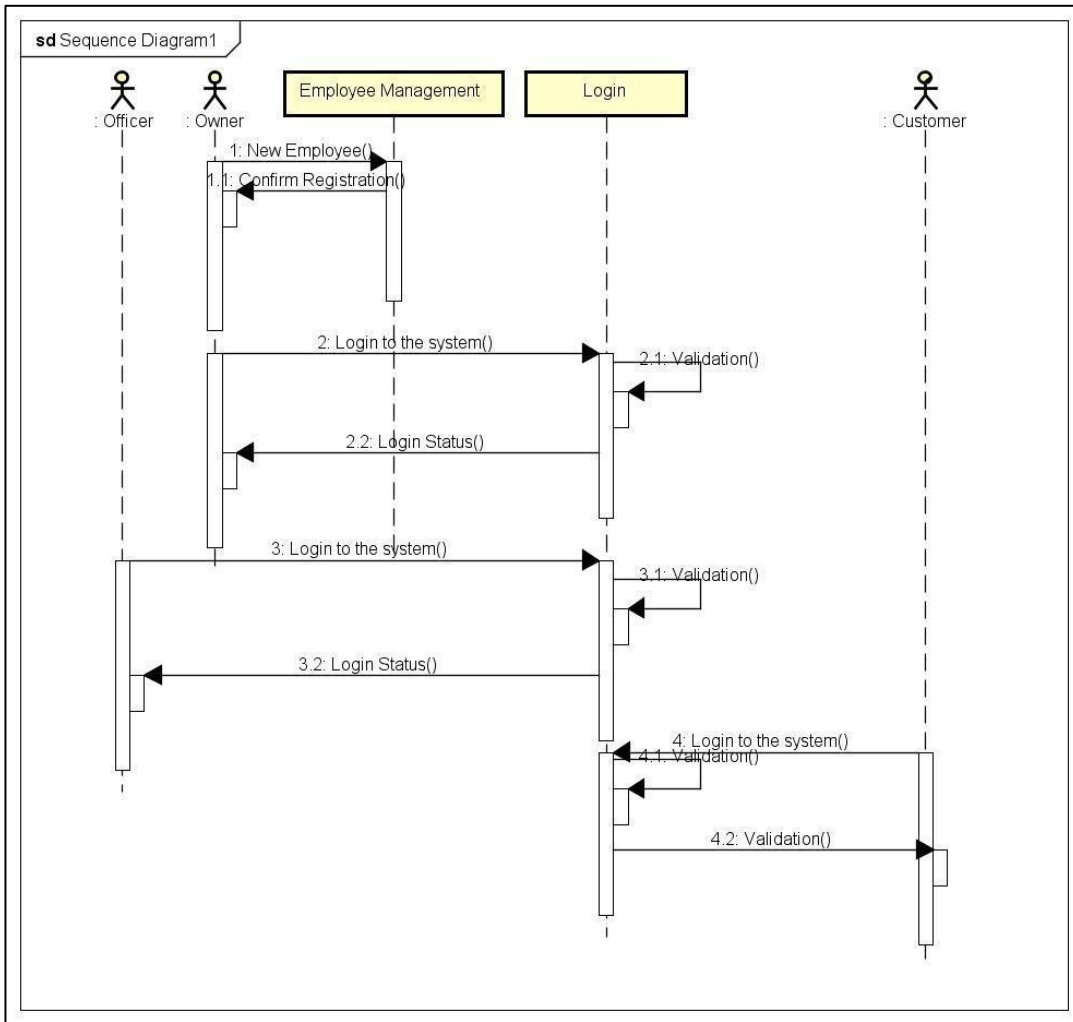 sd Sequence Diagram1
Employee Management
Login
: Officer
: Owner
: Customer
1: New Employee()
1.1: Confirm Registration()
2: Login to the system()
2.1: Validation()
2.2: Login Status()
3: Login to the system()
3.1: Validation()
3.2: Login Status()
4: Login to the system()
4.1: Validation()
4.2: Validation()